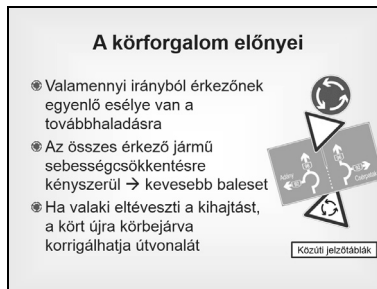 A körforgalom előnyei
Valamennyi irányból érkezőnek
egyenlő esélye van a
továbbhaladásra
Az összes érkező jármű
sebességcsökkentésre
kényszerül → kevesebb baleset
Ha valaki eltéveszti a kihajtást,
a kört újra körbejárva
korrigálhatja útvonalát
Közúti jelzőtáblák